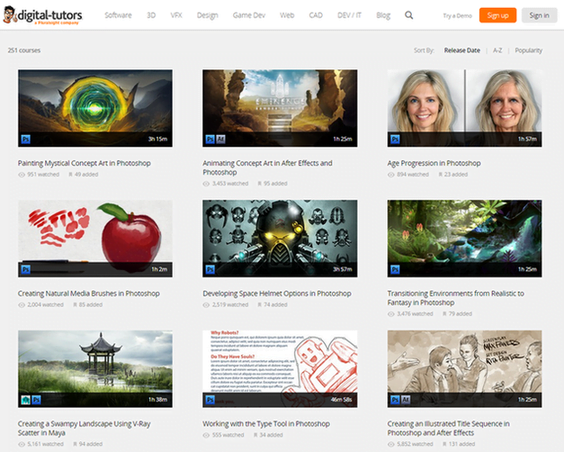 digital-tutors
a Pluralsight company
Software 3D VFX Design Game Dev Web CAD DEV / IT Blog
Try a Demo Sign up Sign in
251 courses
Sort By: Release Date | A-Z | Popularity
Ps 3h 15m
Ps Ae 1h 25m
Ps 1h 57m
Painting Mystical Concept Art in Photoshop
951 watched 49 added
Animating Concept Art in After Effects and
Photoshop
3,453 watched 95 added
Age Progression in Photoshop
894 watched 23 added
Ps 1h 2m
Ps 3h 57m
Ps 1h 25m
Creating Natural Media Brushes in Photoshop
2,004 watched 85 added
Developing Space Helmet Options in Photoshop
2,519 watched 74 added
Transitioning Environments from Realistic to
Fantasy in Photoshop
3,476 watched 79 added
Ps 1h 38m
Why Robots?
Do They Have Souls?
Ps 46m 58s
Ps Ae 1h 25m
Creating a Swampy Landscape Using V-Ray
Scatter in Maya
5,161 watched 94 added
Working with the Type Tool in Photoshop
555 watched 34 added
Creating an Illustrated Title Sequence in
Photoshop and After Effects
5,852 watched 131 added